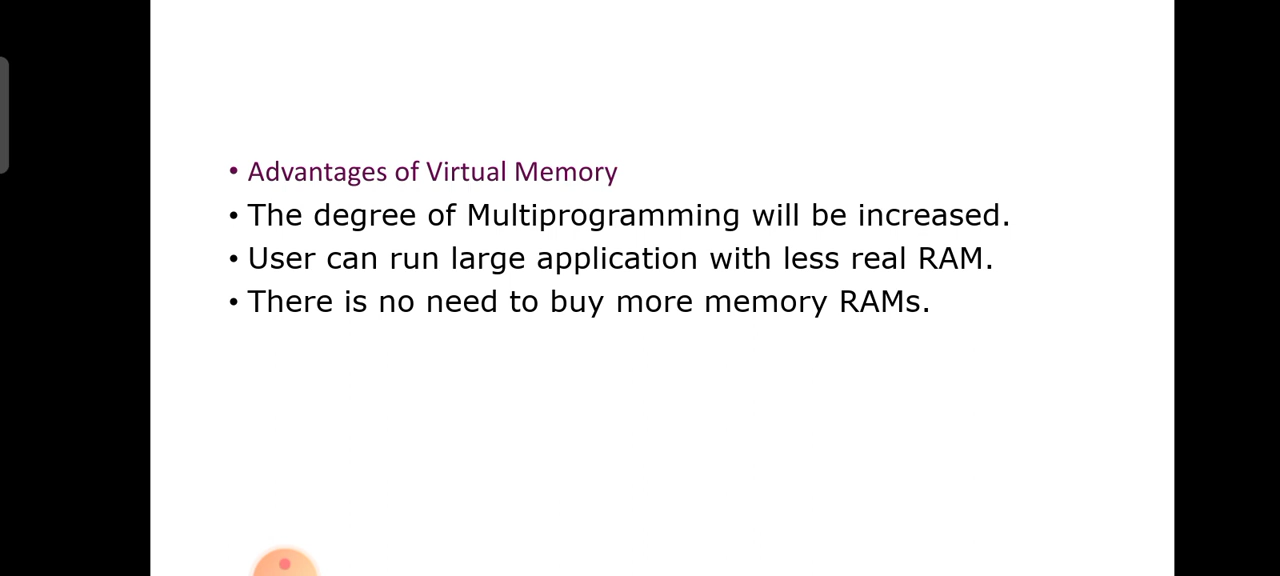 • Advantages of Virtual Memory
• The degree of Multiprogramming will be increased.
• User can run large application with less real RAM.
• There is no need to buy more memory RAMs.